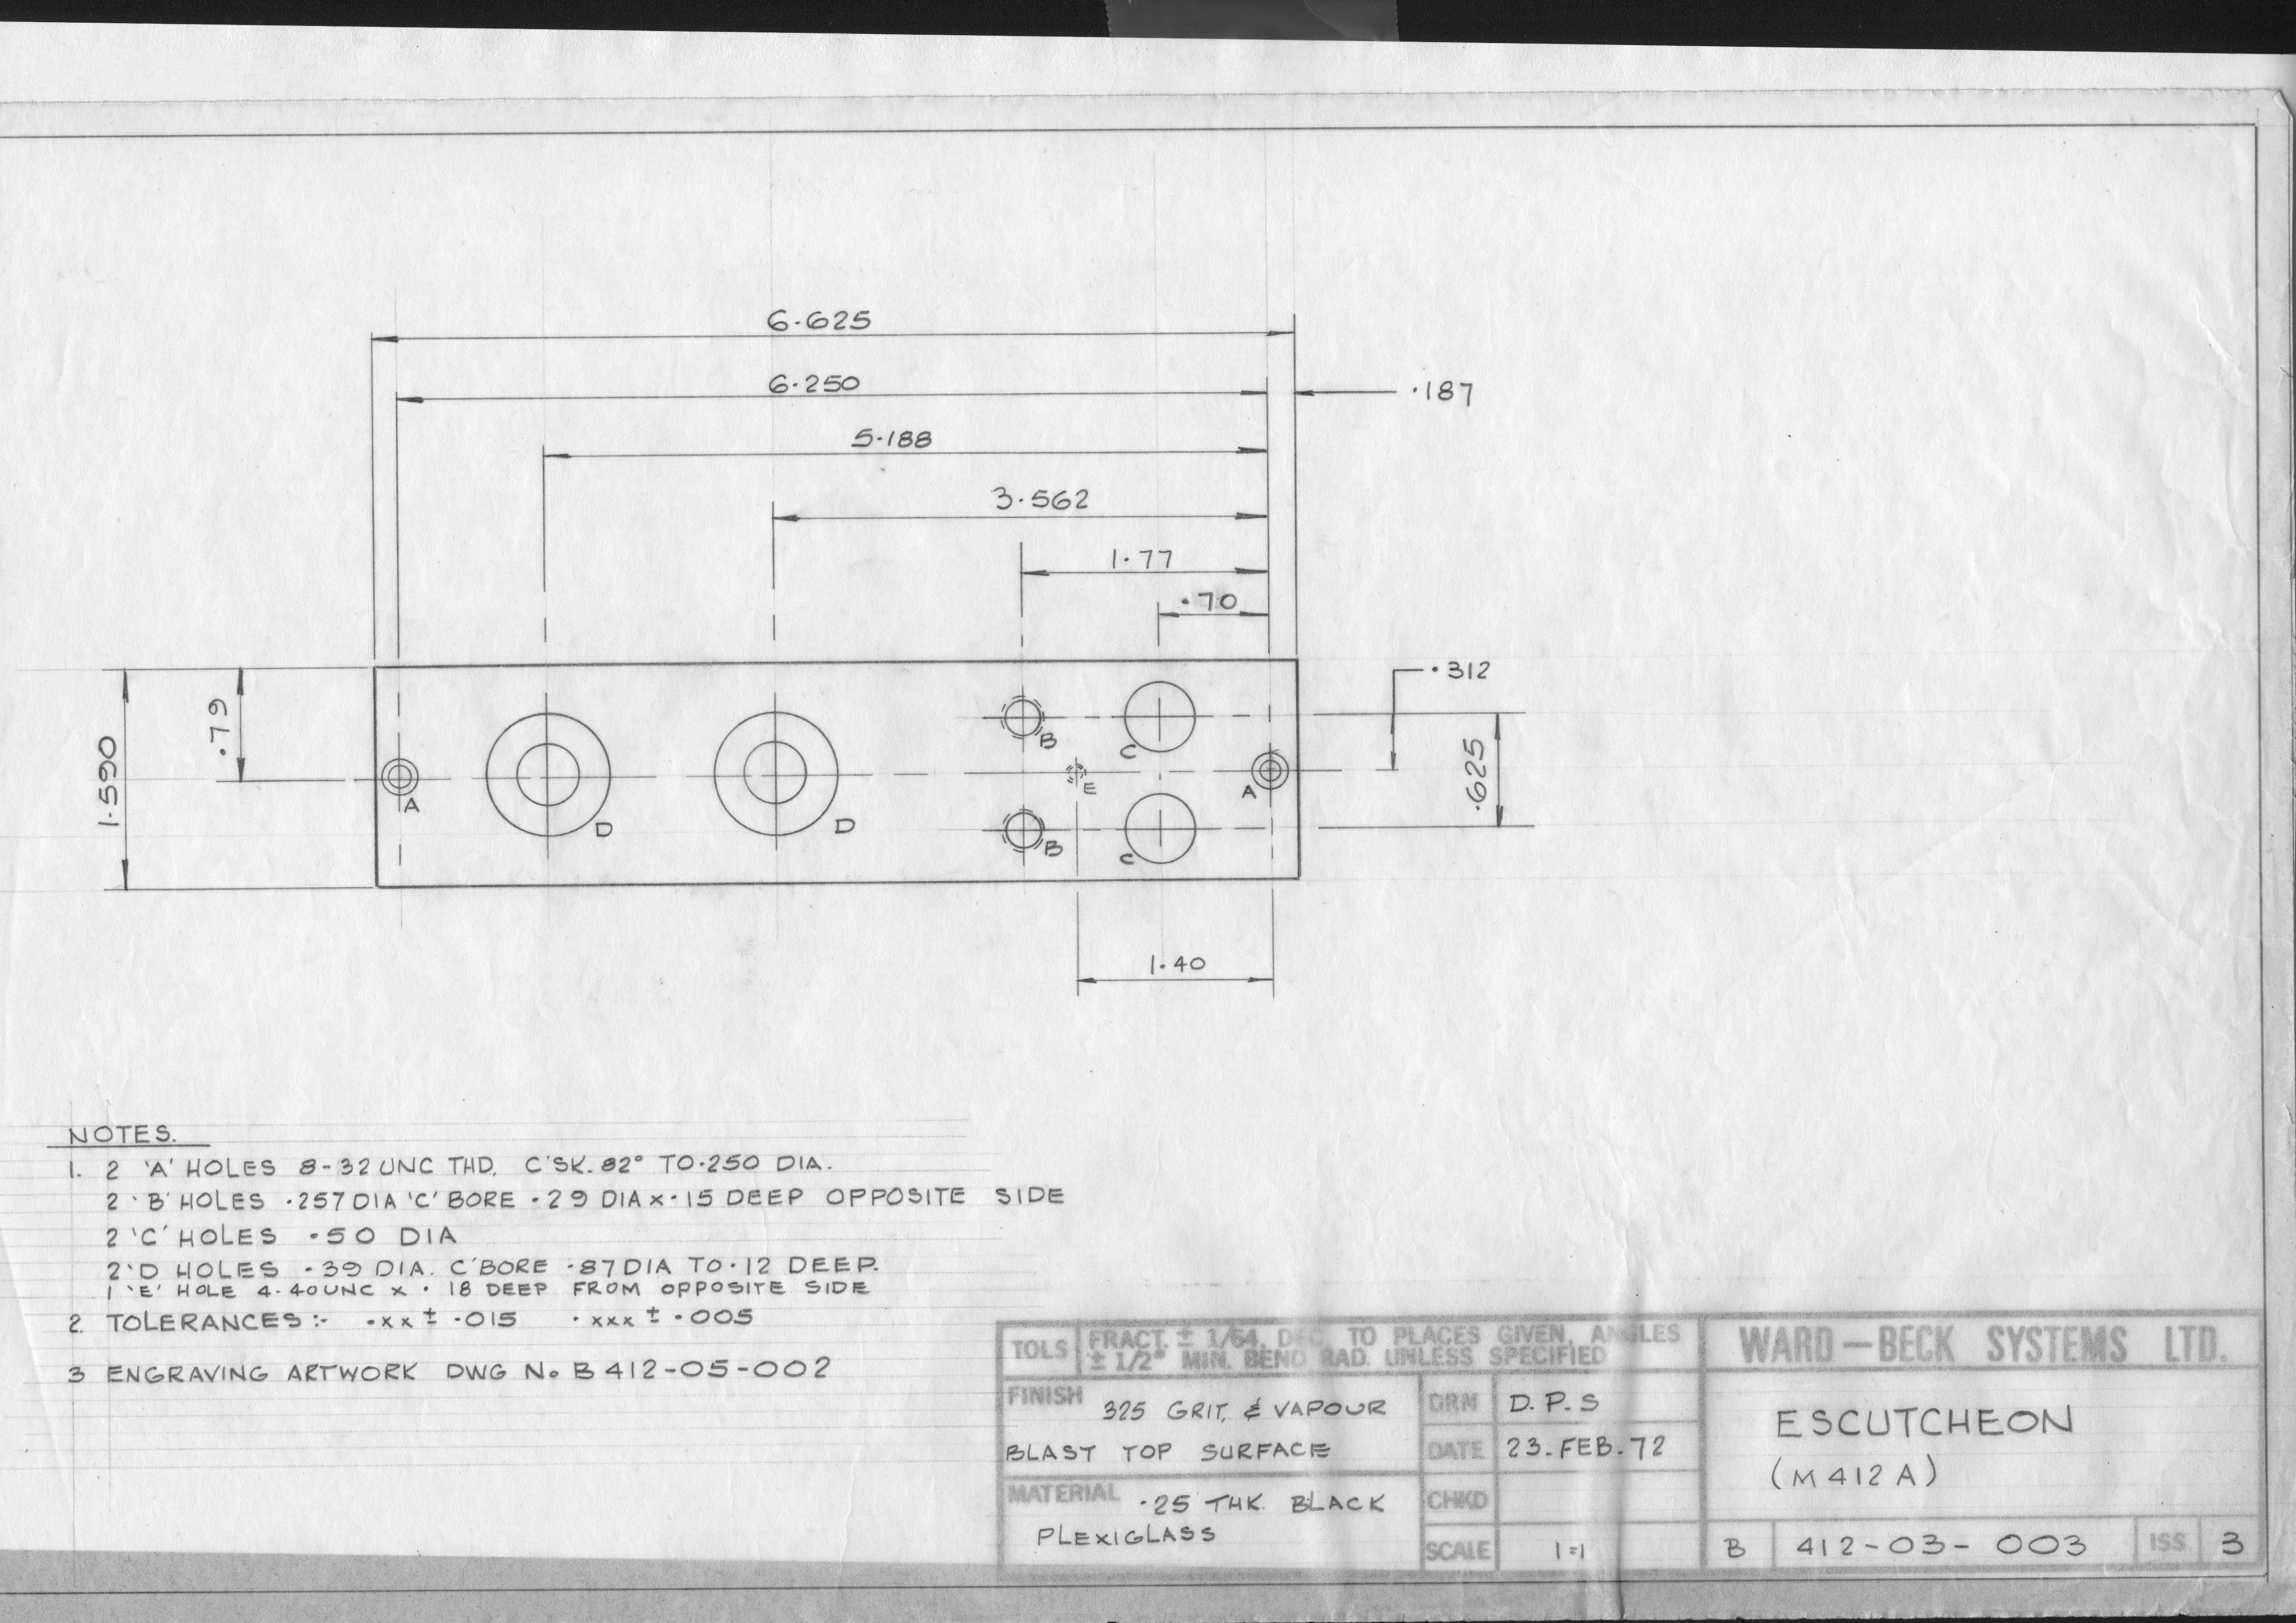 6.625
6.250
.187
5.188
3.562
1.77
.70
.312
.79
1.590
.625
B
C
E
A
A
D
D
B
C
1.40
NOTES.
1. 2 'A' HOLES 8-32 UNC THD, C'SK. 82° TO .250 DIA.
2 'B' HOLES .257 DIA 'C' BORE .29 DIA x .15 DEEP OPPOSITE SIDE
2 'C' HOLES .50 DIA
2 'D HOLES .39 DIA. C'BORE .87 DIA TO .12 DEEP.
1 'E' HOLE 4-40 UNC x .18 DEEP FROM OPPOSITE SIDE
2. TOLERANCES :- .xx ± .015 .xxx ± .005
3 ENGRAVING ARTWORK DWG No B 412-05-002
TOLS FRACT. ± 1/64, DEC. TO PLACES GIVEN, ANGLES
± 1/2° MIN. BEND RAD. UNLESS SPECIFIED
WARD-BECK SYSTEMS LTD.
FINISH 325 GRIT, & VAPOUR
BLAST TOP SURFACE
DRN D.P.S
DATE 23.FEB.72
ESCUTCHEON
(M 412 A)
MATERIAL .25 THK. BLACK
PLEXIGLASS
CHKD
SCALE 1=1
B 412-03-003 ISS. 3